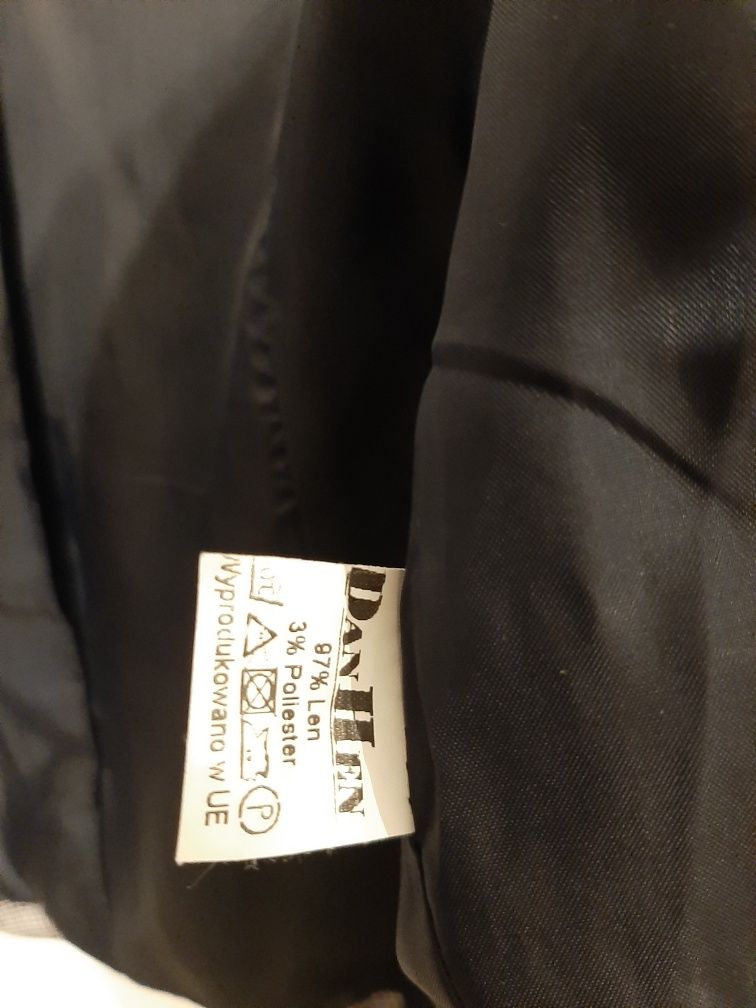 DANHEN
97% Len
3% Poliester
P
Wyprodukowano w UE